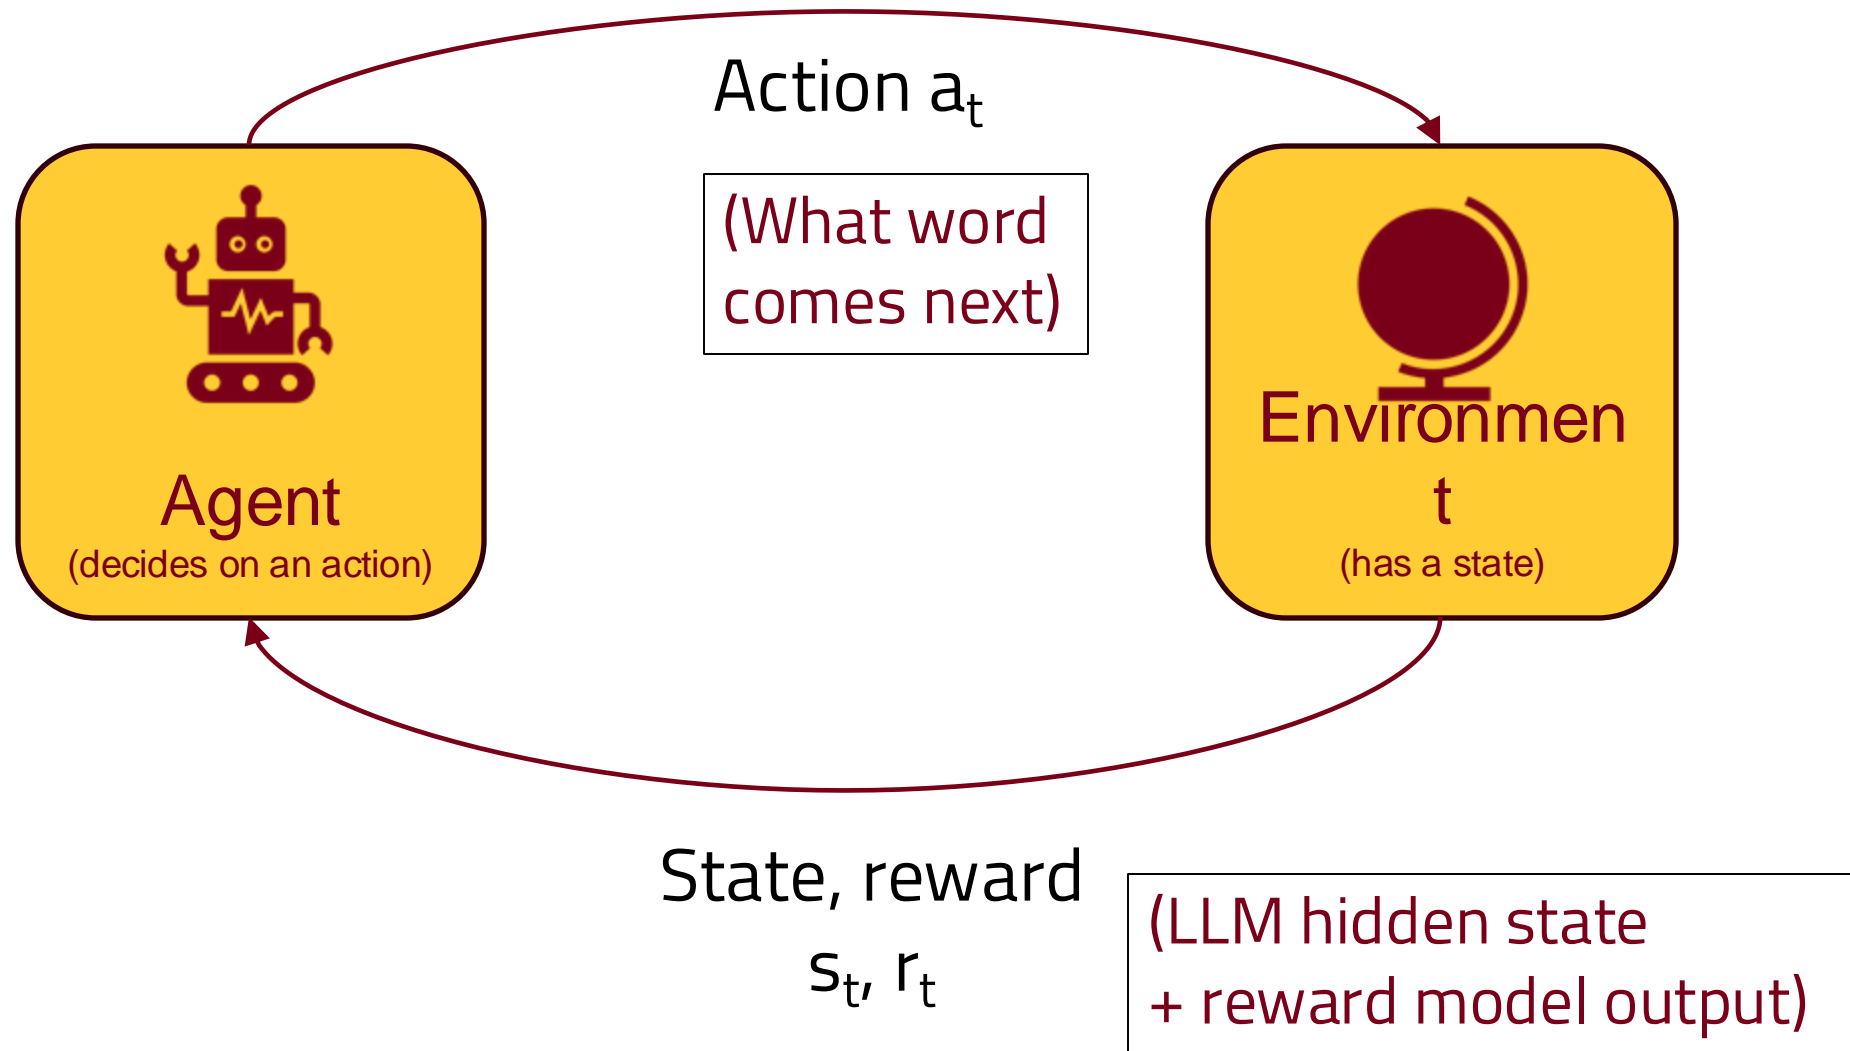 Action aₜ
(What word
comes next)
Agent
(decides on an action)
Environmen
t
(has a state)
State, reward
sₜ, rₜ
(LLM hidden state
+ reward model output)